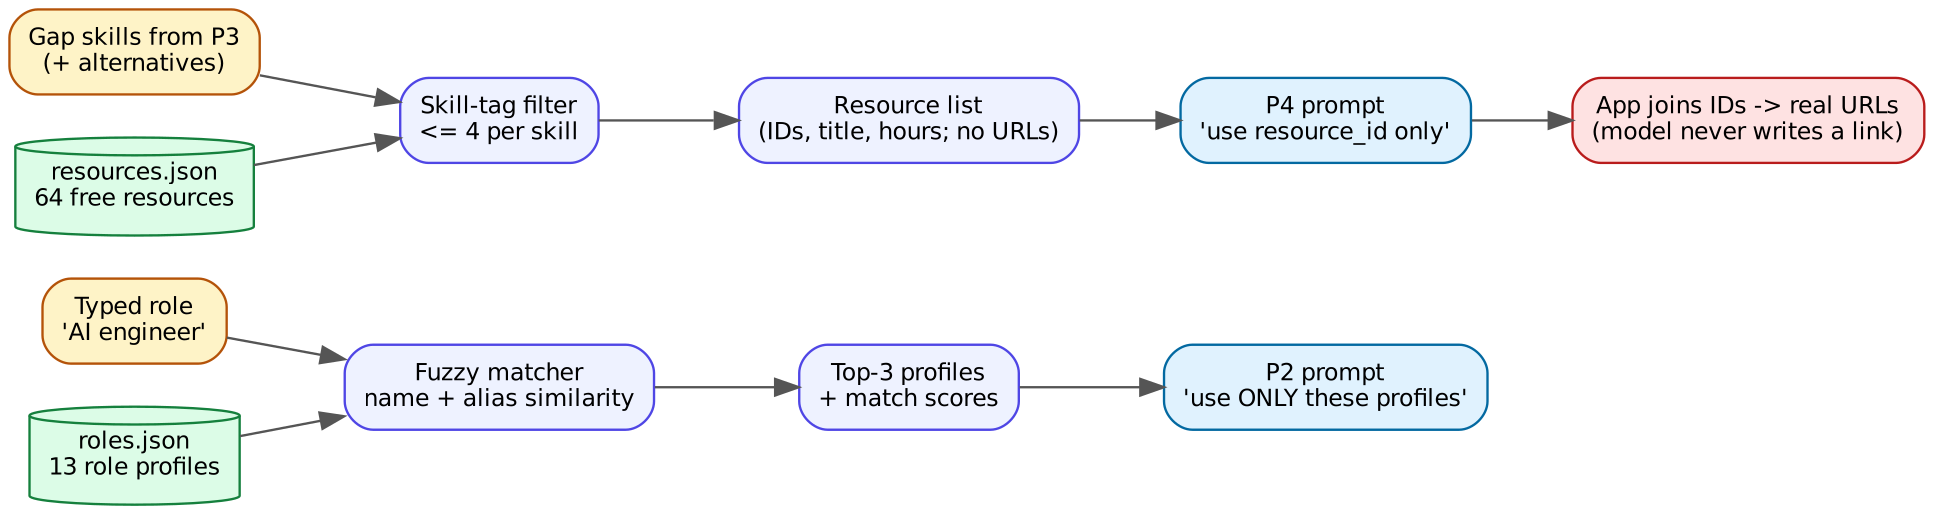 Gap skills from P3
(+ alternatives)
resources.json
64 free resources
Skill-tag filter
<= 4 per skill
Resource list
(IDs, title, hours; no URLs)
P4 prompt
'use resource_id only'
App joins IDs -> real URLs
(model never writes a link)
Typed role
'AI engineer'
roles.json
13 role profiles
Fuzzy matcher
name + alias similarity
Top-3 profiles
+ match scores
P2 prompt
'use ONLY these profiles'